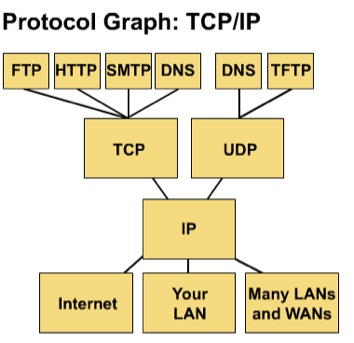 Protocol Graph: TCP/IP
FTP HTTP SMTP DNS DNS TFTP
TCP UDP
IP
Internet
Your
LAN
Many LANs
and WANs